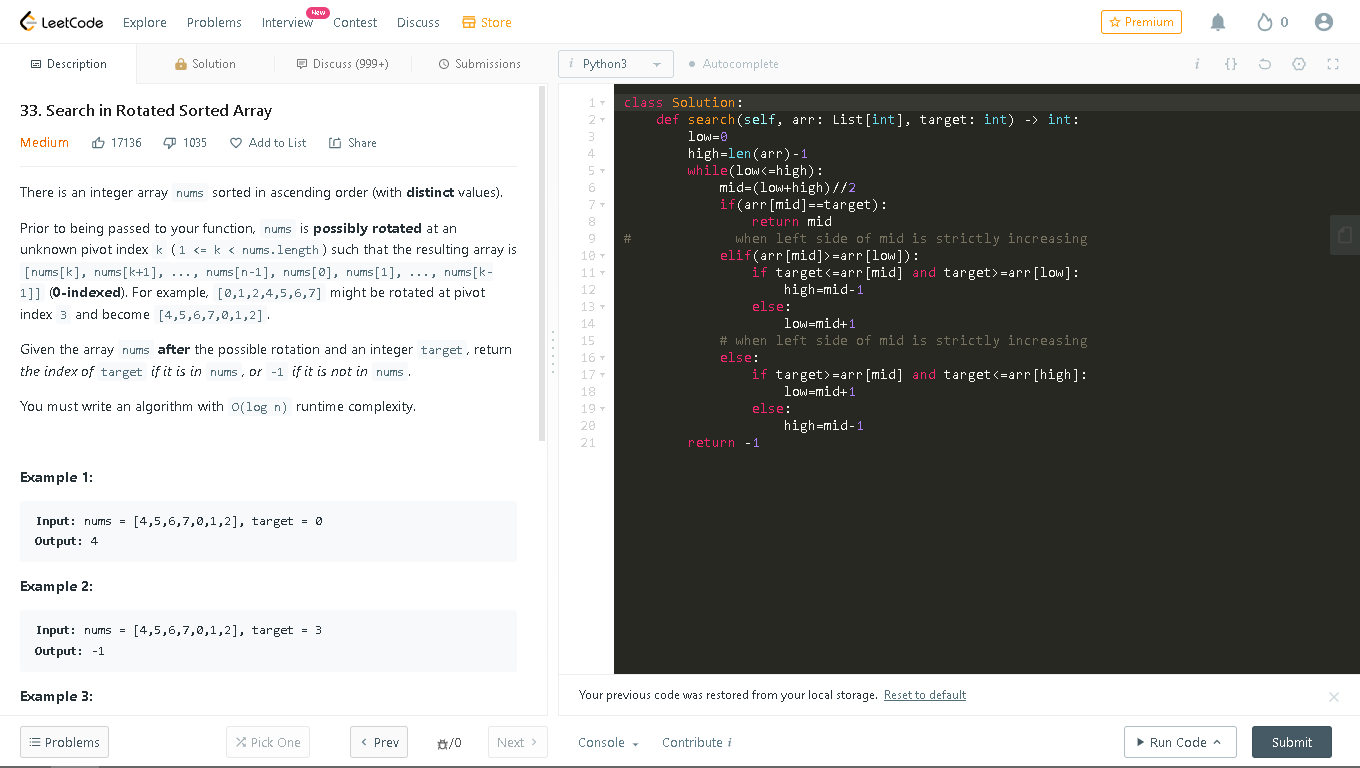 LeetCode Explore Problems Interview New Contest Discuss Store Premium 0
Description Solution Discuss (999+) Submissions i Python3 Autocomplete i {}
33. Search in Rotated Sorted Array
Medium 17136 1035 Add to List Share
There is an integer array nums sorted in ascending order (with distinct values).
Prior to being passed to your function, nums is possibly rotated at an
unknown pivot index k (1 <= k < nums.length) such that the resulting array is
[nums[k], nums[k+1], ..., nums[n-1], nums[0], nums[1], ..., nums[k-
1]] (0-indexed). For example, [0,1,2,4,5,6,7] might be rotated at pivot
index 3 and become [4,5,6,7,0,1,2].
Given the array nums after the possible rotation and an integer target, return
the index of target if it is in nums, or -1 if it is not in nums.
You must write an algorithm with O(log n) runtime complexity.
Example 1:
Input: nums = [4,5,6,7,0,1,2], target = 0
Output: 4
Example 2:
Input: nums = [4,5,6,7,0,1,2], target = 3
Output: -1
Example 3:
1 class Solution:
2 def search(self, arr: List[int], target: int) -> int:
3 low=0
4 high=len(arr)-1
5 while(low<=high):
6 mid=(low+high)//2
7 if(arr[mid]==target):
8 return mid
9 # when left side of mid is strictly increasing
10 elif(arr[mid]>=arr[low]):
11 if target<=arr[mid] and target>=arr[low]:
12 high=mid-1
13 else:
14 low=mid+1
15 # when left side of mid is strictly increasing
16 else:
17 if target>=arr[mid] and target<=arr[high]:
18 low=mid+1
19 else:
20 high=mid-1
21 return -1
Your previous code was restored from your local storage. Reset to default
Problems Pick One Prev /0 Next Console Contribute i Run Code Submit